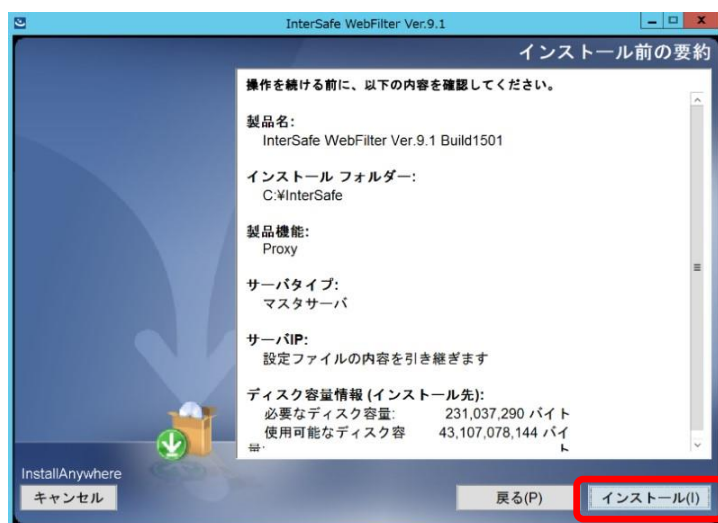 InterSafe WebFilter Ver.9.1
インストール前の要約
操作を続ける前に、以下の内容を確認してください。
製品名:
InterSafe WebFilter Ver.9.1 Build1501
インストール フォルダー:
C:¥InterSafe
製品機能:
Proxy
サーバタイプ:
マスタサーバ
サーバIP:
設定ファイルの内容を引き継ぎます
ディスク容量情報 (インストール先):
必要なディスク容量: 231,037,290 バイト
使用可能なディスク容 43,107,078,144 バイ
量: ト
InstallAnywhere
キャンセル 戻る(P) インストール(I)